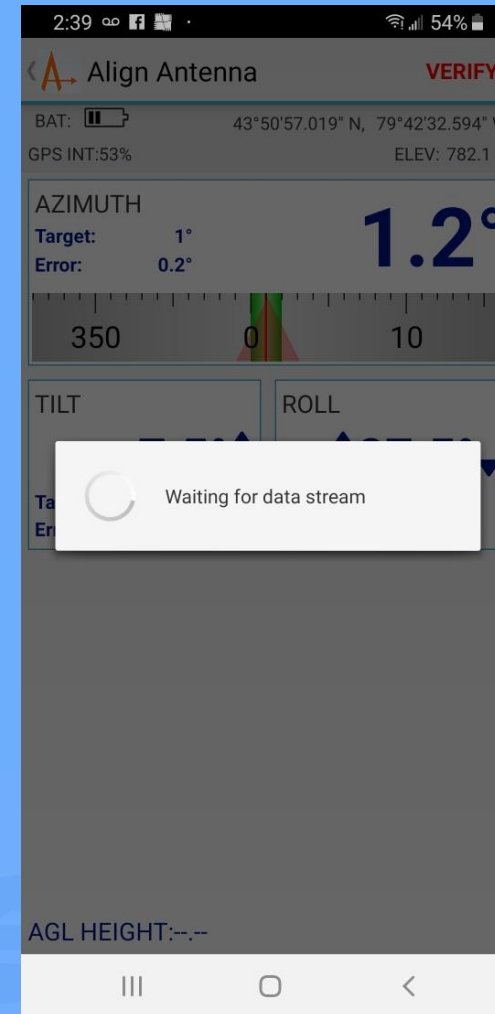 2:39 54%
Align Antenna VERIFY
BAT: 43°50'57.019" N, 79°42'32.594"
GPS INT:53% ELEV: 782.1
AZIMUTH
Target: 1°
Error: 0.2°
1.2°
350 0 10
TILT ROLL
Waiting for data stream
AGL HEIGHT:--.--